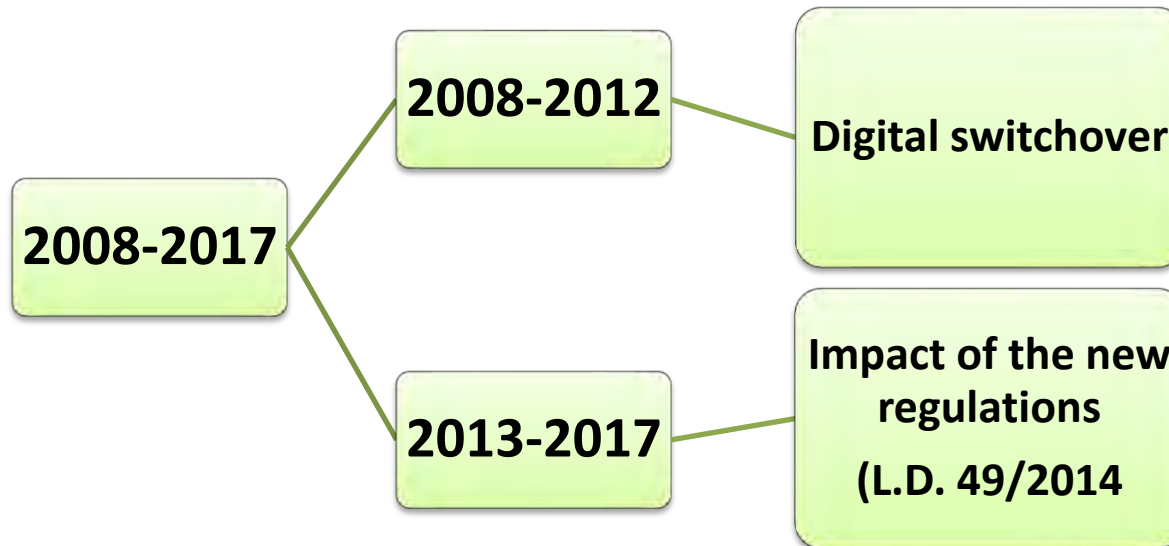 2008-2017
2008-2012
Digital switchover
2013-2017
Impact of the new
regulations
(L.D. 49/2014